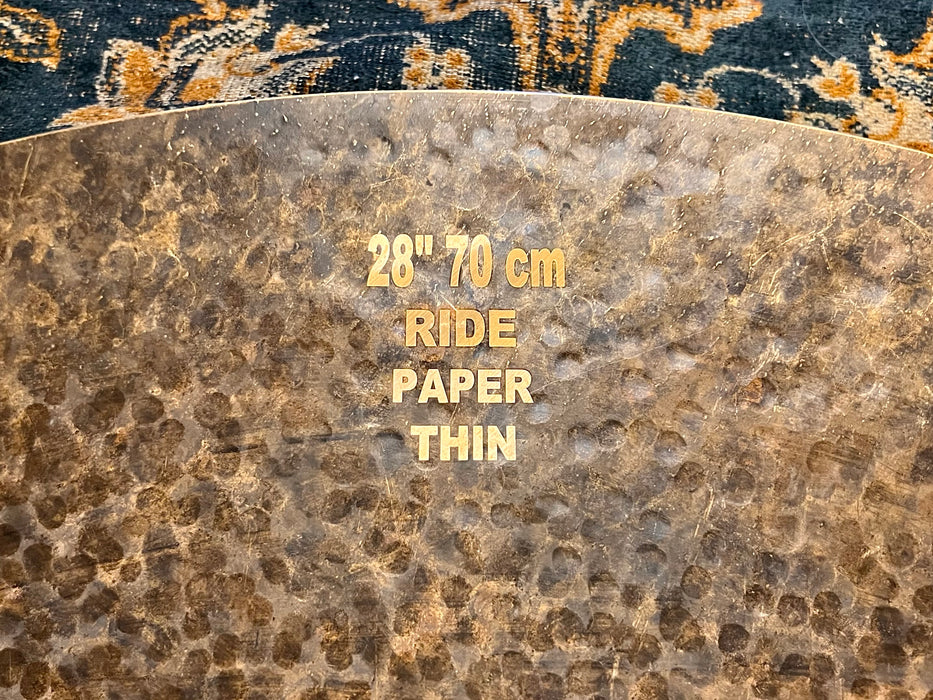 28" 70 cm
RIDE
PAPER
THIN